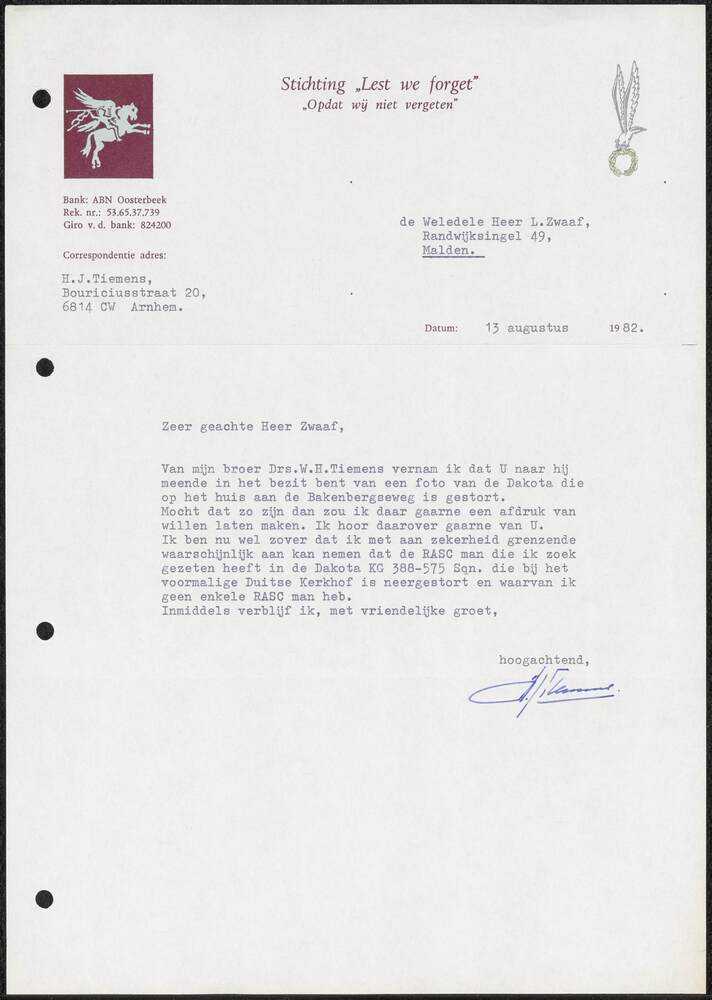 Stichting „Lest we forget”
„Opdat wij niet vergeten”
Bank: ABN Oosterbeek
Rek. nr.: 53.65.37.739
Giro v. d. bank: 824200
Correspondentie adres:
H.J.Tiemens,
Bouriciusstraat 20,
6814 CW Arnhem.
de Weledele Heer L.Zwaaf,
Randwijksingel 49,
Malden.
Datum: 13 augustus 1982.
Zeer geachte Heer Zwaaf,
Van mijn broer Drs.W.H.Tiemens vernam ik dat U naar hij
meende in het bezit bent van een foto van de Dakota die
op het huis aan de Bakenbergseweg is gestort.
Mocht dat zo zijn dan zou ik daar gaarne een afdruk van
willen laten maken. Ik hoor daarover gaarne van U.
Ik ben nu wel zover dat ik met aan zekerheid grenzende
waarschijnlijk aan kan nemen dat de RASC man die ik zoek
gezeten heeft in de Dakota KG 388-575 Sqn. die bij het
voormalige Duitse Kerkhof is neergestort en waarvan ik
geen enkele RASC man heb.
Inmiddels verblijf ik, met vriendelijke groet,
hoogachtend,
H.J.Tiemens.